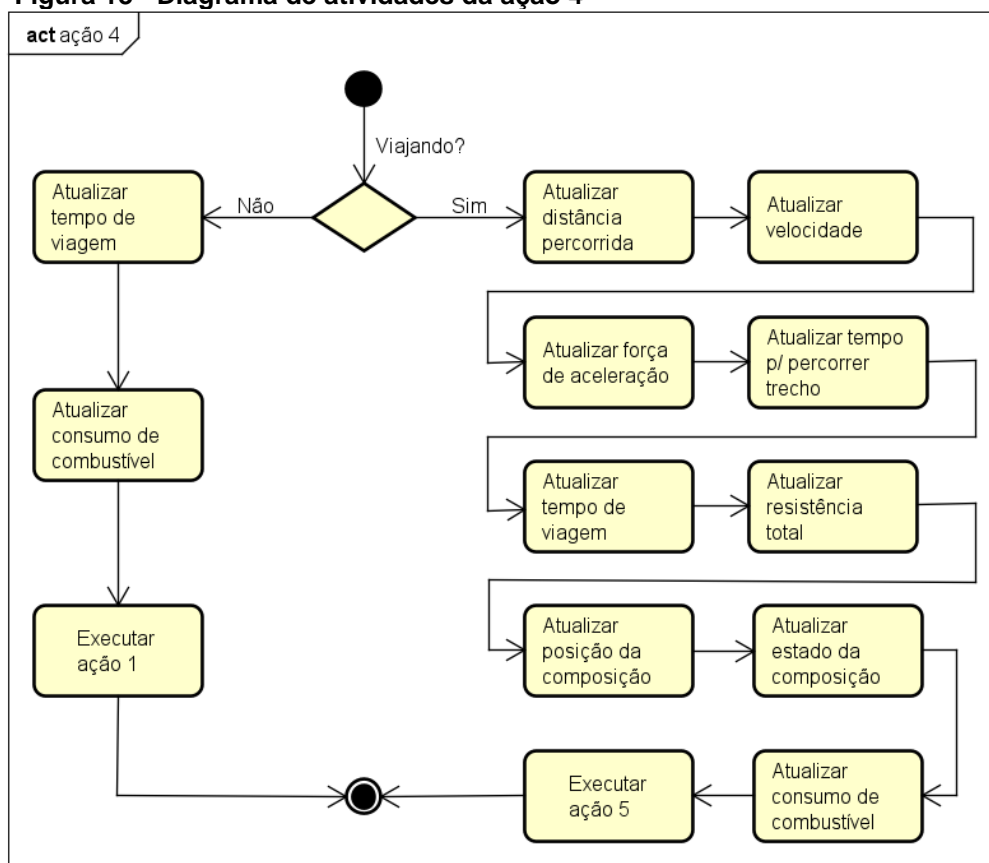 Figura 15 - Diagrama de atividades da ação 4
act ação 4
Viajando?
Não
Sim
Atualizar
tempo de
viagem
Atualizar
distância
percorrida
Atualizar
velocidade
Atualizar força
de aceleração
Atualizar tempo
p/ percorrer
trecho
Atualizar
consumo de
combustível
Atualizar
tempo de
viagem
Atualizar
resistência
total
Executar
ação 1
Atualizar
posição da
composição
Atualizar
estado da
composição
Executar
ação 5
Atualizar
consumo de
combustível